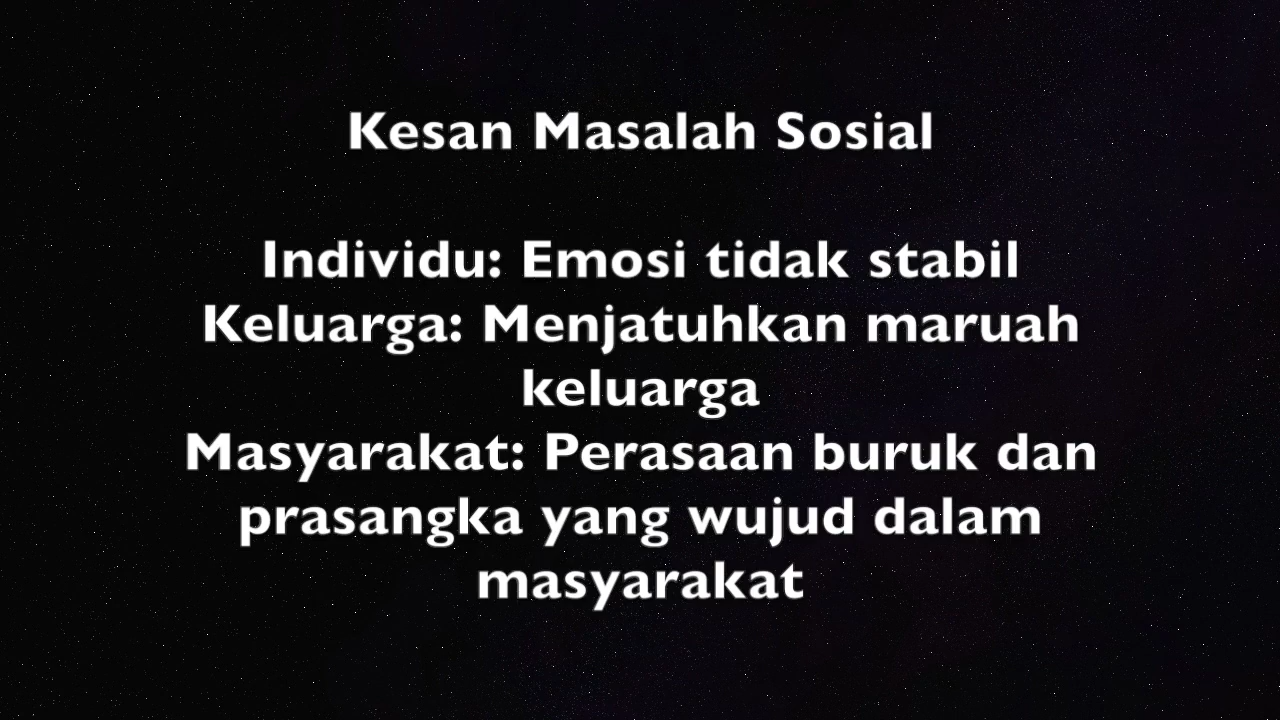 Kesan Masalah Sosial
Individu: Emosi tidak stabil
Keluarga: Menjatuhkan maruah
keluarga
Masyarakat: Perasaan buruk dan
prasangka yang wujud dalam
masyarakat